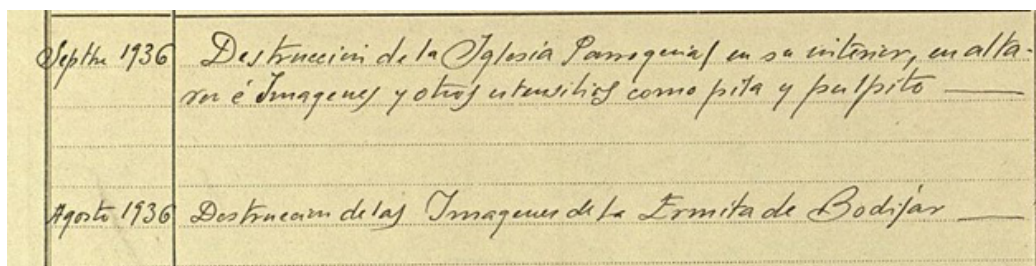 Septbre 1936 Destruccion de la Iglesia Parroquial en su interior, en alta-
res é Imagenes y otros utensilios como pila y pulpito
Agosto 1936 Destruccion de las Imagenes de la Ermita de Bodijar